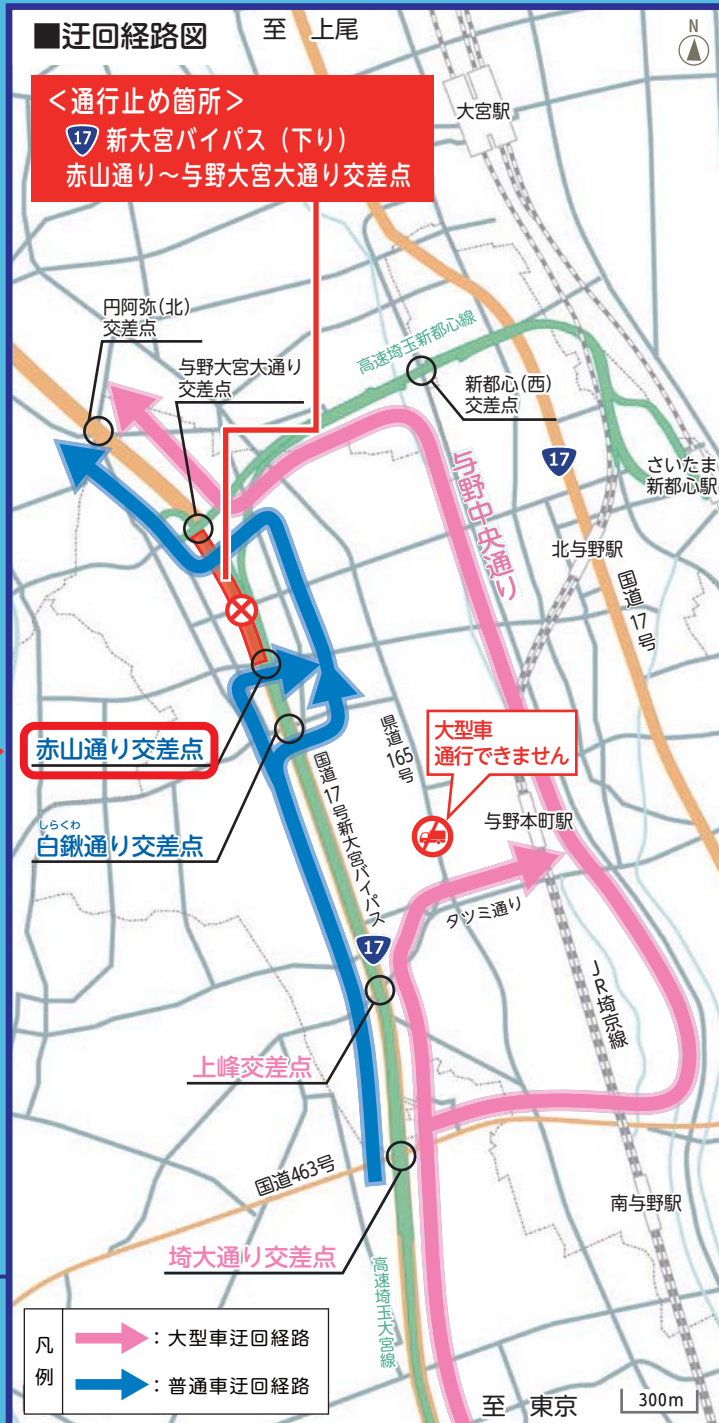 ■迂回経路図
至 上尾
N
＜通行止め箇所＞
17 新大宮バイパス（下り）
赤山通り～与野大宮大通り交差点
大宮駅
円阿弥(北)
交差点
与野大宮大通り
交差点
高速埼玉新都心線
新都心(西)
交差点
17
さいたま
新都心駅
与野中央通り
北与野駅
国道17号
赤山通り交差点
県道165号
大型車
通行できません
しらくわ
白鍬通り交差点
国道17号新大宮バイパス
与野本町駅
タツミ通り
17
JR埼京線
上峰交差点
国道463号
南与野駅
埼大通り交差点
高速埼玉大宮線
凡例
：大型車迂回経路
：普通車迂回経路
至 東京
300m